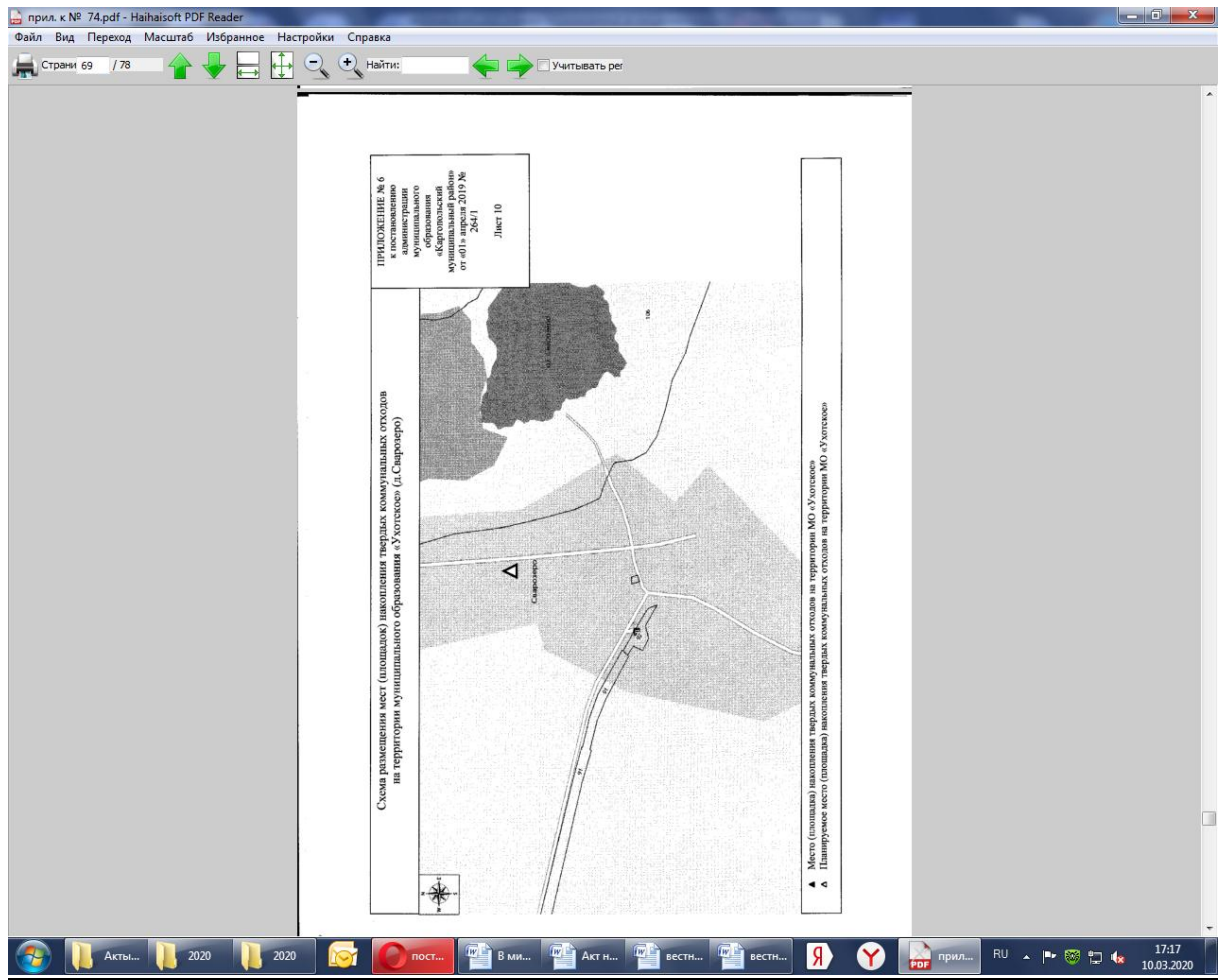 прил. к № 74.pdf - Haihaisoft PDF Reader
Файл Вид Переход Масштаб Избранное Настройки Справка
Страни 69 / 78 Найти: Учитывать рег
ПРИЛОЖЕНИЕ № 6
к постановлению
администрации
муниципального
образования
«Каргопольский
муниципальный район»
от «01» апреля 2019 №
264/1
Лист 10
Схема размещения мест (площадок) накопления твердых коммунальных отходов
на территории муниципального образования «Ухотское» (д.Сварозеро)
106
Сварозеро
91
▲ Место (площадка) накопления твердых коммунальных отходов на территории МО «Ухотское»
△ Планируемое место (площадка) накопления твердых коммунальных отходов на территории МО «Ухотское»
Акты... 2020 2020 пост... В ми... Акт н... вестн... вестн... Я Y PDF прил... RU 17:17
10.03.2020